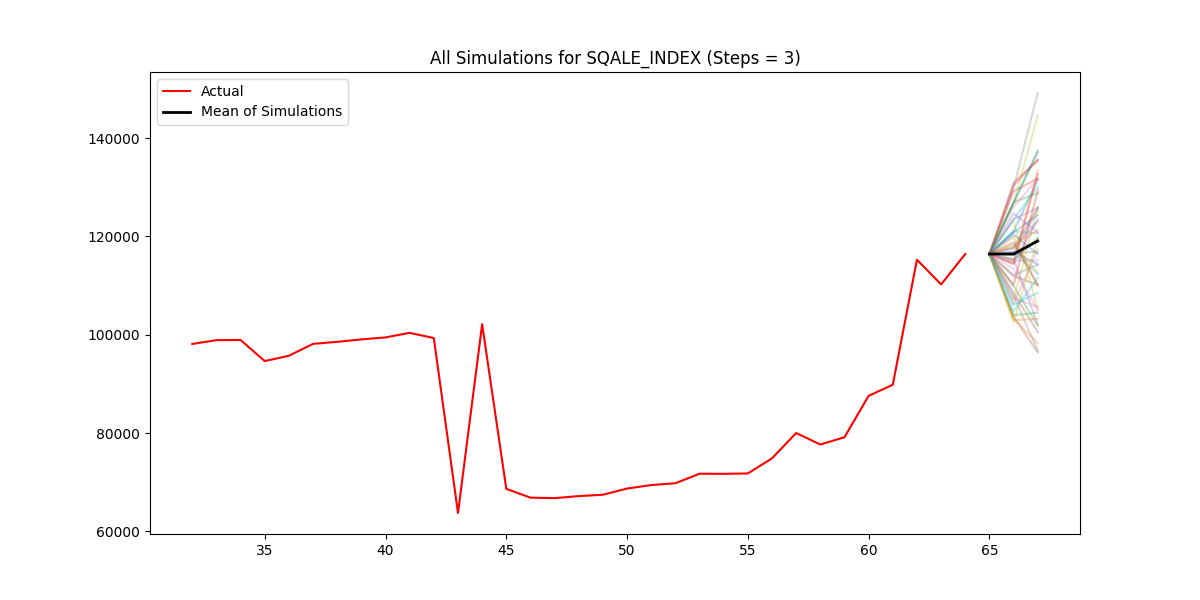 All Simulations for SQALE_INDEX (Steps = 3)
Actual
Mean of Simulations
140000
120000
100000
80000
60000
35 40 45 50 55 60 65